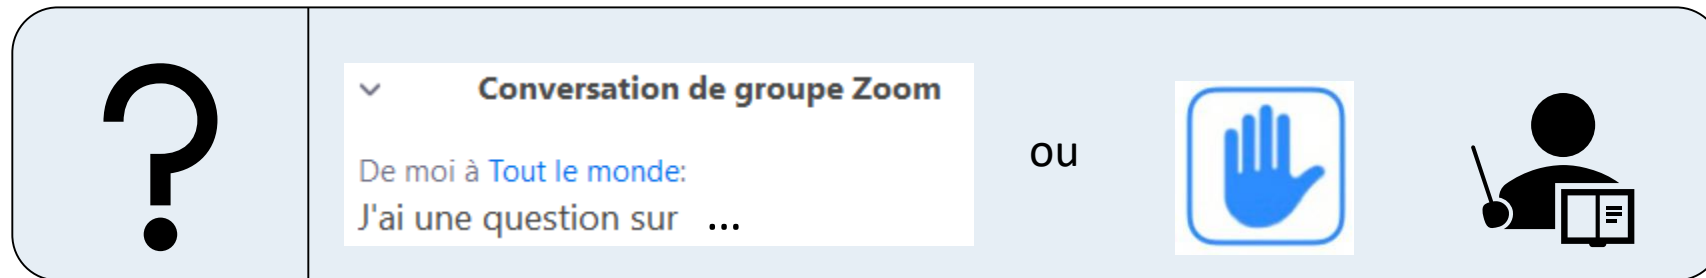 ?
Conversation de groupe Zoom
De moi à Tout le monde:
J'ai une question sur ...
ou